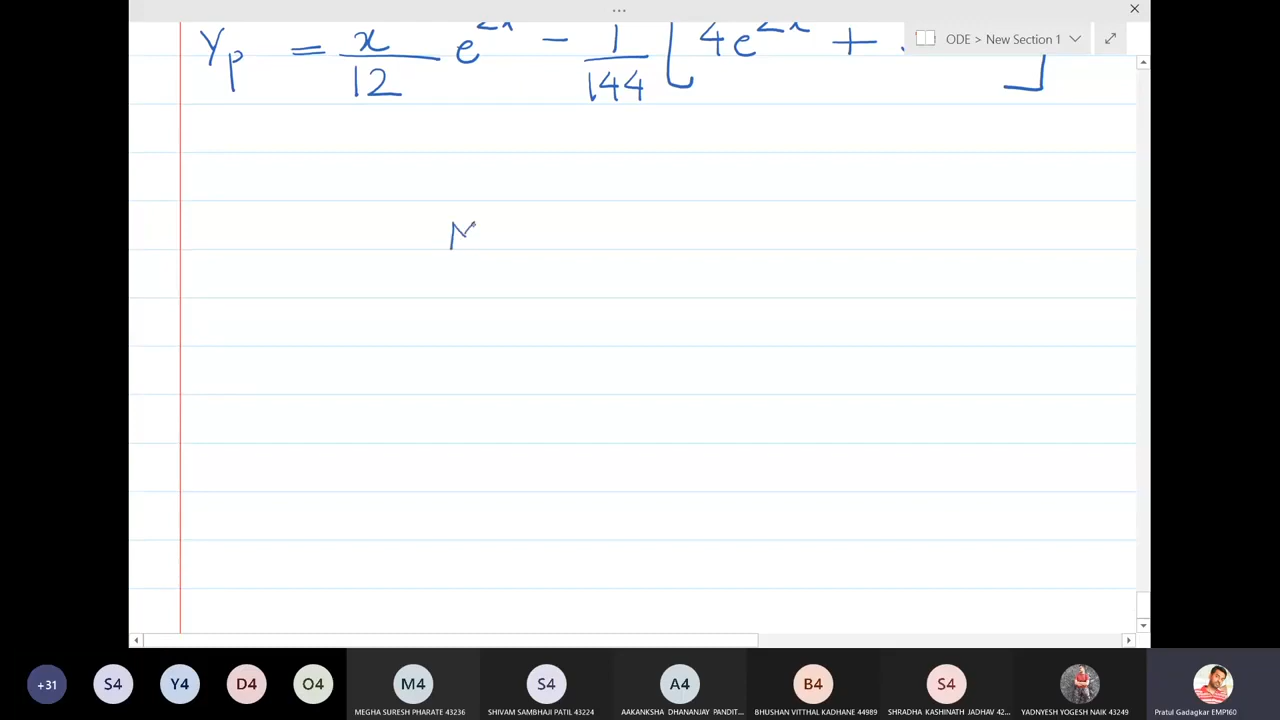 ODE > New Section 1
Yp = x/12 e^2x - 1/144 [ 4e^2x +
N
+31
S4
Y4
D4
O4
M4
S4
A4
B4
S4
MEGHA SURESH PHARATE 43236
SHIVAM SAMBHAJI PATIL 43224
AAKANKSHA DHANANJAY PANDIT...
BHUSHAN VITTHAL KADHANE 44989
SHRADHA KASHINATH JADHAV 42...
YADNYESH YOGESH NAIK 43249
Pratul Gadagkar EMP160